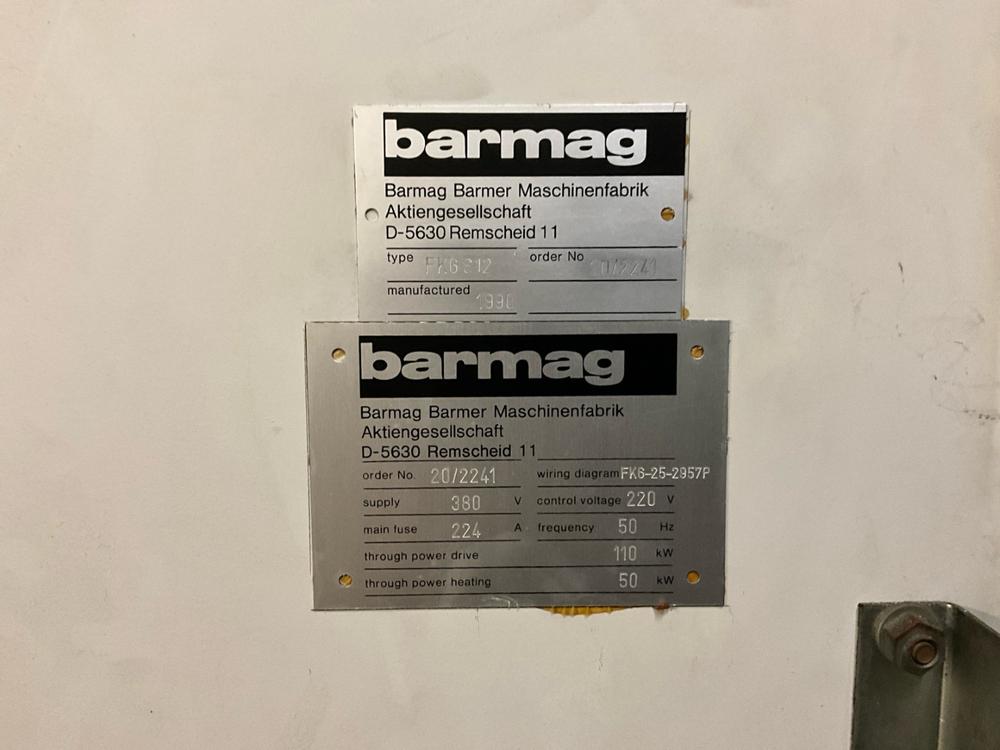 barmag
Barmag Barmer Maschinenfabrik
Aktiengesellschaft
D-5630 Remscheid 11
type order No 20/2241
manufactured 1990
barmag
Barmag Barmer Maschinenfabrik
Aktiengesellschaft
D-5630 Remscheid 11
order No. 20/2241 wiring diagram FK6-25-2957P
supply 380 V control voltage 220 V
main fuse 224 A frequency 50 Hz
through power drive 110 kW
through power heating 50 kW